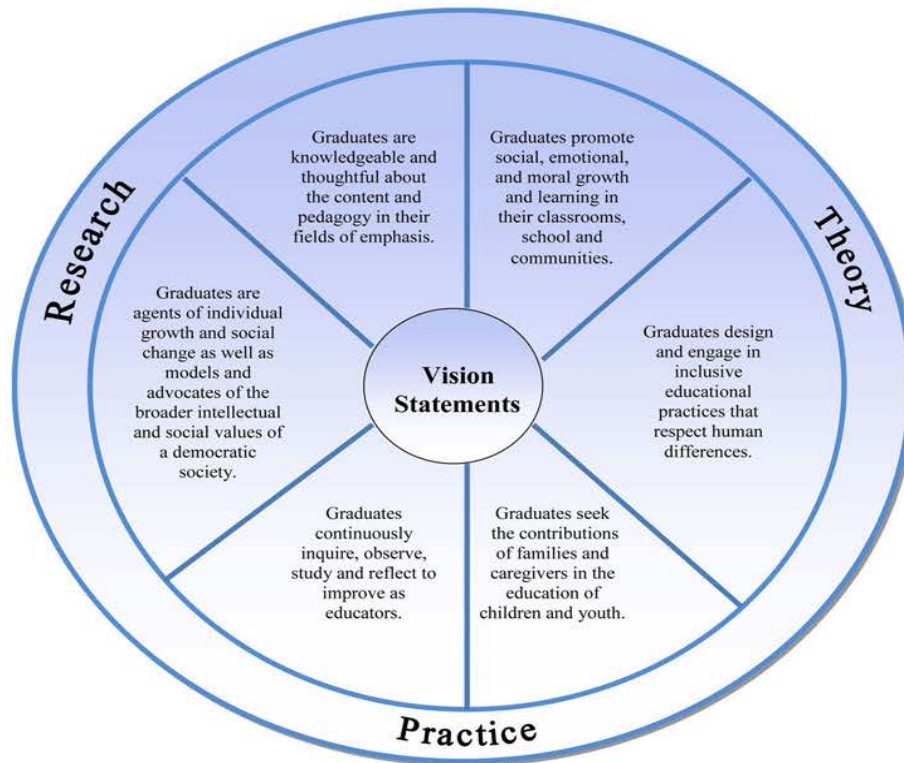 Research
Theory
Practice
Graduates are
knowledgeable and
thoughtful about
the content and
pedagogy in their
fields of emphasis.
Graduates promote
social, emotional,
and moral growth
and learning in
their classrooms,
school and
communities.
Graduates are
agents of individual
growth and social
change as well as
models and
advocates of the
broader intellectual
and social values of
a democratic
society.
Vision
Statements
Graduates design
and engage in
inclusive
educational
practices that
respect human
differences.
Graduates
continuously
inquire, observe,
study and reflect to
improve as
educators.
Graduates seek
the contributions
of families and
caregivers in the
education of
children and youth.